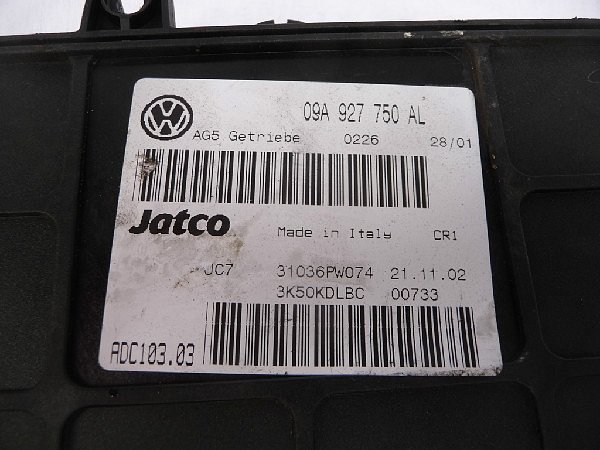 09A 927 750 AL
AG5 Getriebe 0226 28/01
Jatco Made in Italy CR1
JC7 31036PW074 21.11.02
3K50KDLBC 00733
ADC103.03